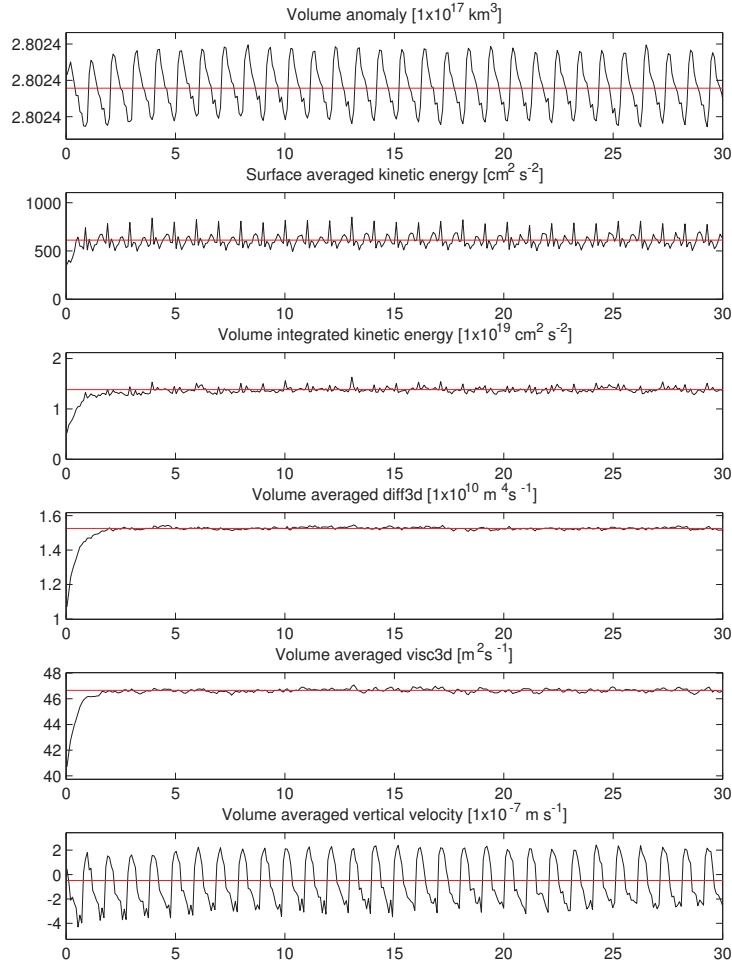 Volume anomaly [1x10^17 km^3]
2.8024
2.8024
2.8024
0 5 10 15 20 25 30
Surface averaged kinetic energy [cm^2 s^-2]
1000
500
0
0 5 10 15 20 25 30
Volume integrated kinetic energy [1x10^19 cm^2 s^-2]
2
1
0
0 5 10 15 20 25 30
Volume averaged diff3d [1x10^10 m^4 s^-1]
1.6
1.4
1.2
1
0 5 10 15 20 25 30
Volume averaged visc3d [m^2 s^-1]
48
46
44
42
40
0 5 10 15 20 25 30
Volume averaged vertical velocity [1x10^-7 m s^-1]
2
0
-2
-4
0 5 10 15 20 25 30